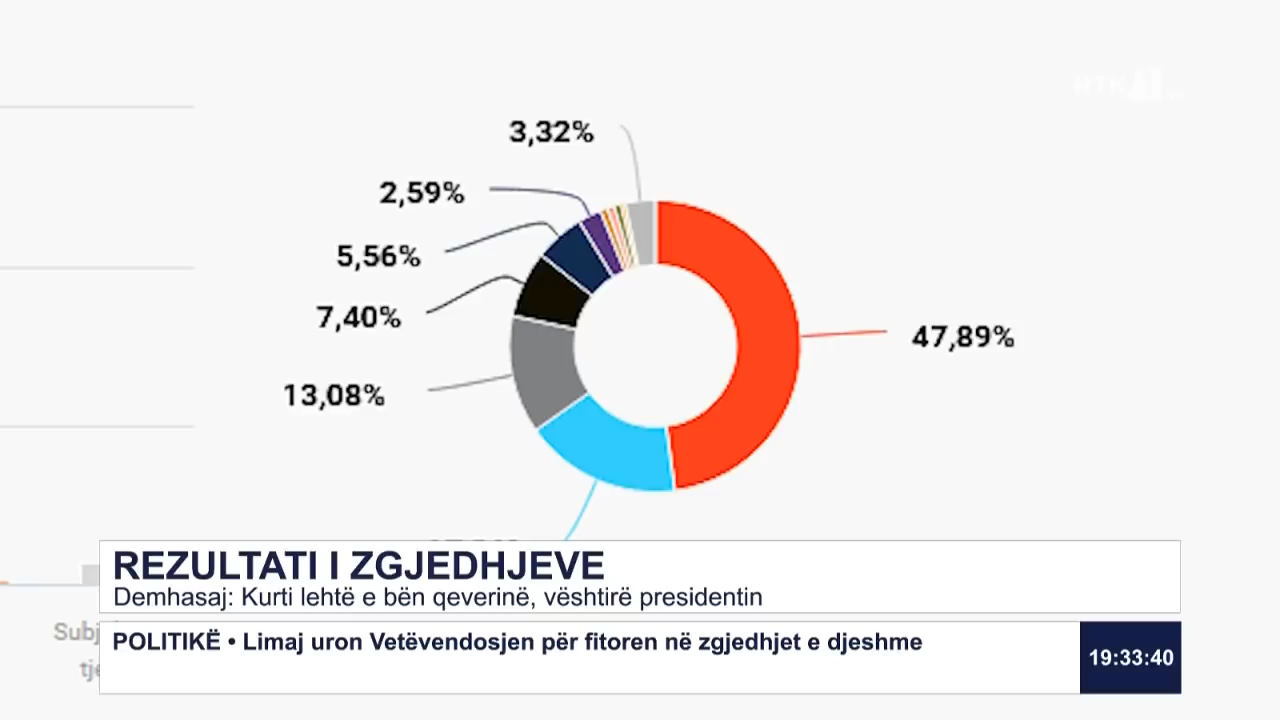 3,32%
2,59%
5,56%
7,40%
47,89%
13,08%
REZULTATI I ZGJEDHJEVE
Demhasaj: Kurti lehtë e bën qeverinë, vështirë presidentin
POLITIKË • Limaj uron Vetëvendosjen për fitoren në zgjedhjet e djeshme
19:33:40